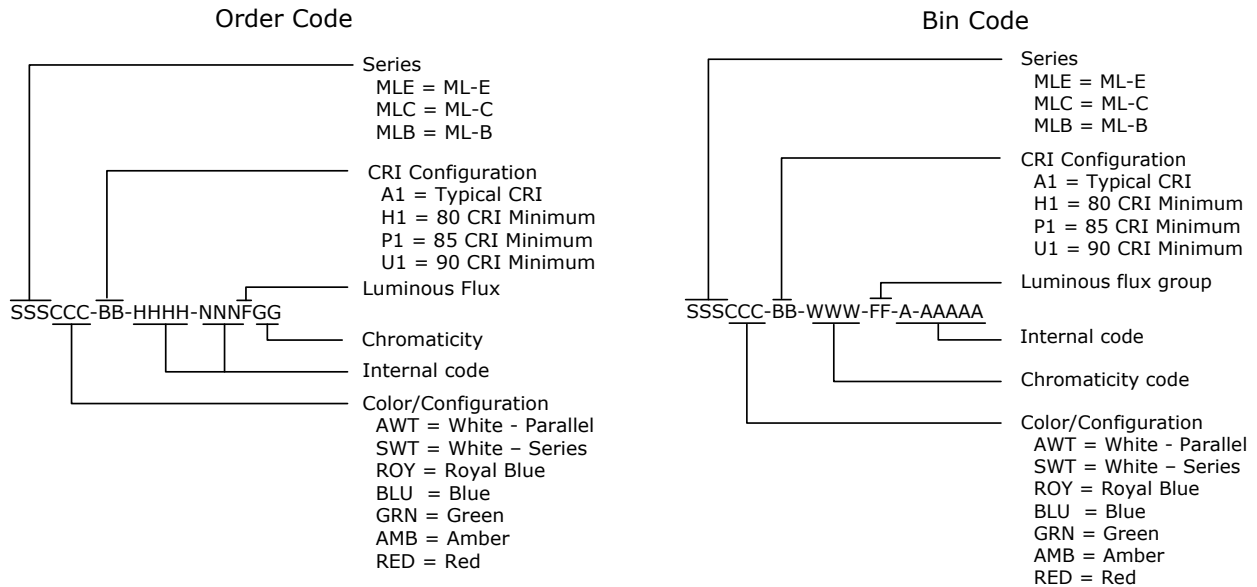 Order Code
Series
MLE = ML-E
MLC = ML-C
MLB = ML-B
CRI Configuration
A1 = Typical CRI
H1 = 80 CRI Minimum
P1 = 85 CRI Minimum
U1 = 90 CRI Minimum
Luminous Flux
SSSCCC-BB-HHHH-NNNFGG
Chromaticity
Internal code
Color/Configuration
AWT = White - Parallel
SWT = White – Series
ROY = Royal Blue
BLU = Blue
GRN = Green
AMB = Amber
RED = Red
Bin Code
Series
MLE = ML-E
MLC = ML-C
MLB = ML-B
CRI Configuration
A1 = Typical CRI
H1 = 80 CRI Minimum
P1 = 85 CRI Minimum
U1 = 90 CRI Minimum
Luminous flux group
SSSCCC-BB-WWW-FF-A-AAAAA
Internal code
Chromaticity code
Color/Configuration
AWT = White - Parallel
SWT = White – Series
ROY = Royal Blue
BLU = Blue
GRN = Green
AMB = Amber
RED = Red